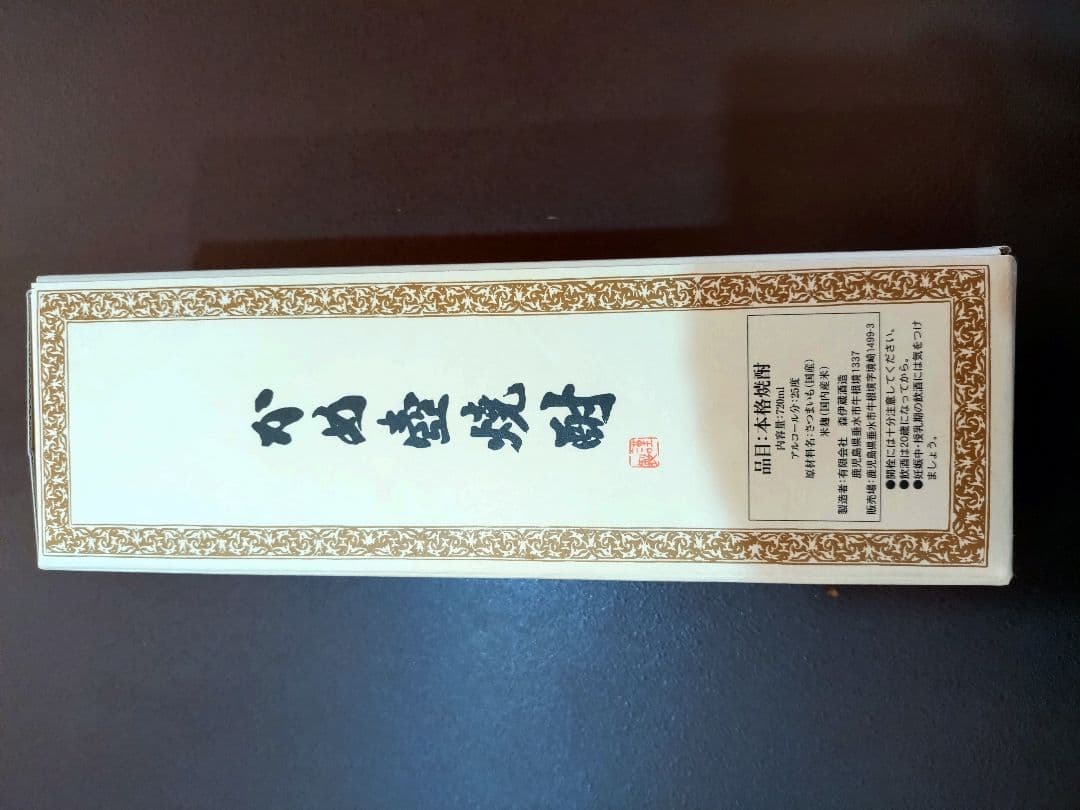 かめ壺焼酎
謹製
品目：本格焼酎
内容量：720ml
アルコール分：25度
原材料名：さつまいも（国産）
米麹（国内産米）
製造者：有限会社 森伊蔵酒造
鹿児島県垂水市牛根境1337
販売場：鹿児島県垂水市牛根境字境崎1499-3
●開栓には十分注意してください。
●飲酒は20歳になってから。
●妊娠中・授乳期の飲酒には気をつけ
ましょう。